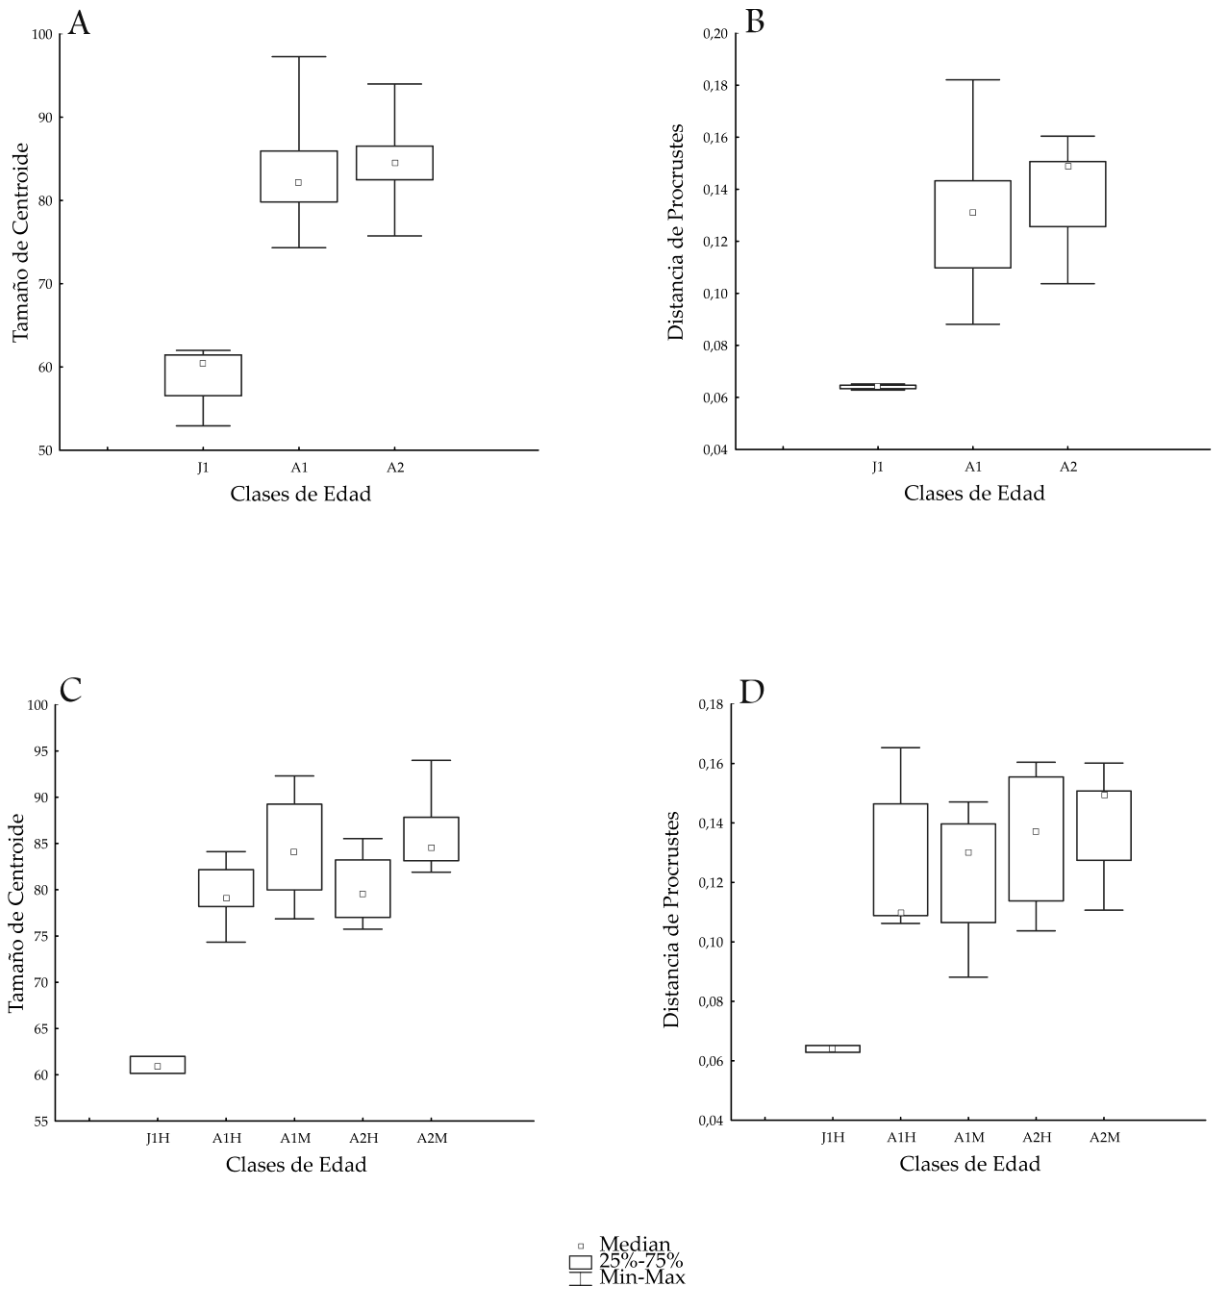 A
100
90
80
70
60
50
Tamaño de Centroide
J1 A1 A2
Clases de Edad
B
0,20
0,18
0,16
0,14
0,12
0,10
0,08
0,06
0,04
Distancia de Procrustes
J1 A1 A2
Clases de Edad
C
100
95
90
85
80
75
70
65
60
55
Tamaño de Centroide
J1H A1H A1M A2H A2M
Clases de Edad
D
0,18
0,16
0,14
0,12
0,10
0,08
0,06
0,04
Distancia de Procrustes
J1H A1H A1M A2H A2M
Clases de Edad
Median
25%-75%
Min-Max